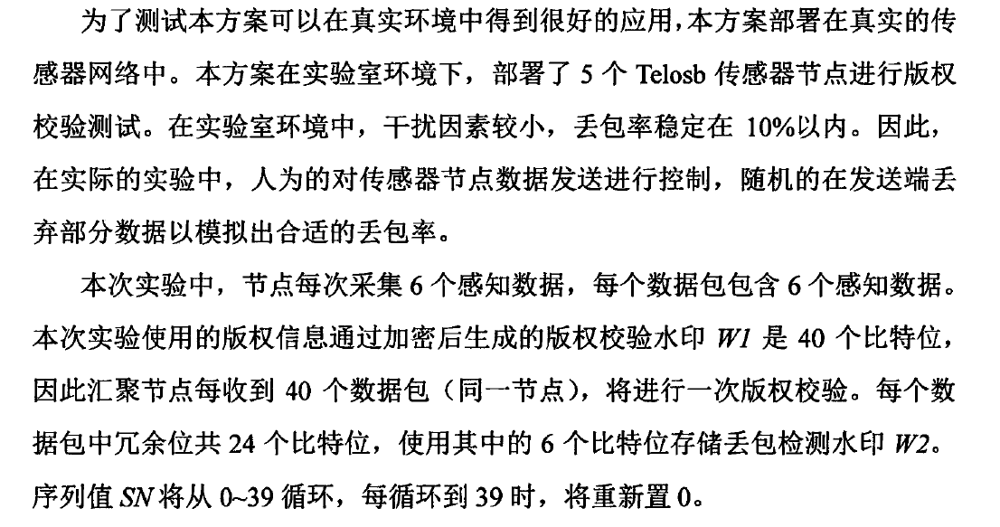 为了测试本方案可以在真实环境中得到很好的应用,本方案部署在真实的传
感器网络中。本方案在实验室环境下，部署了 5 个 Telosb 传感器节点进行版权
校验测试。在实验室环境中，干扰因素较小，丢包率稳定在 10%以内。因此，
在实际的实验中，人为的对传感器节点数据发送进行控制，随机的在发送端丢
弃部分数据以模拟出合适的丢包率。
本次实验中，节点每次采集 6 个感知数据，每个数据包包含 6 个感知数据。
本次实验使用的版权信息通过加密后生成的版权校验水印 W1 是 40 个比特位，
因此汇聚节点每收到 40 个数据包（同一节点），将进行一次版权校验。每个数
据包中冗余位共 24 个比特位，使用其中的 6 个比特位存储丢包检测水印 W2。
序列值 SN 将从 0~39 循环，每循环到 39 时，将重新置 0。